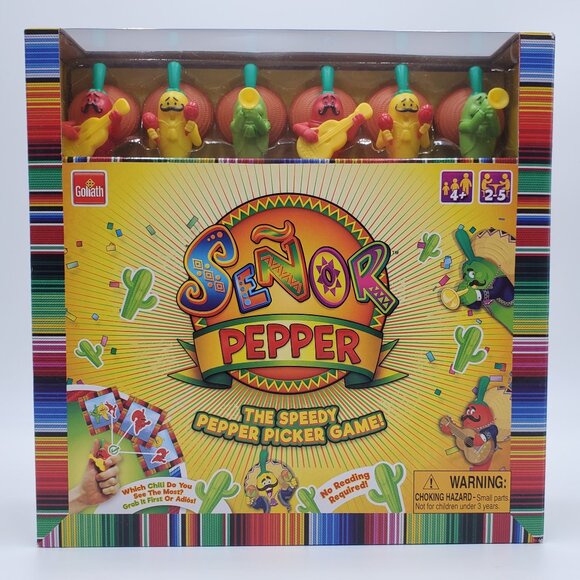 Goliath
4+
2-5
SEÑOR
™
PEPPER
THE SPEEDY
PEPPER PICKER GAME!
Which Chili Do You
See The Most?
Grab It First Or Adiós!
No Reading
Required!
WARNING:
CHOKING HAZARD - Small parts
Not for children under 3 years.